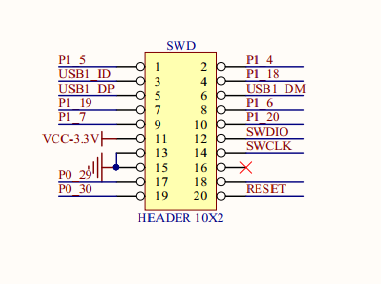 SWD
P1_5 1 2 P1_4
USB1_ID 3 4 P1_18
USB1_DP 5 6 USB1_DM
P1_19 7 8 P1_6
P1_7 9 10 P1_20
VCC-3.3V 11 12 SWDIO
13 14 SWCLK
15 16
P0_29 17 18
P0_30 19 20 RESET
HEADER 10X2